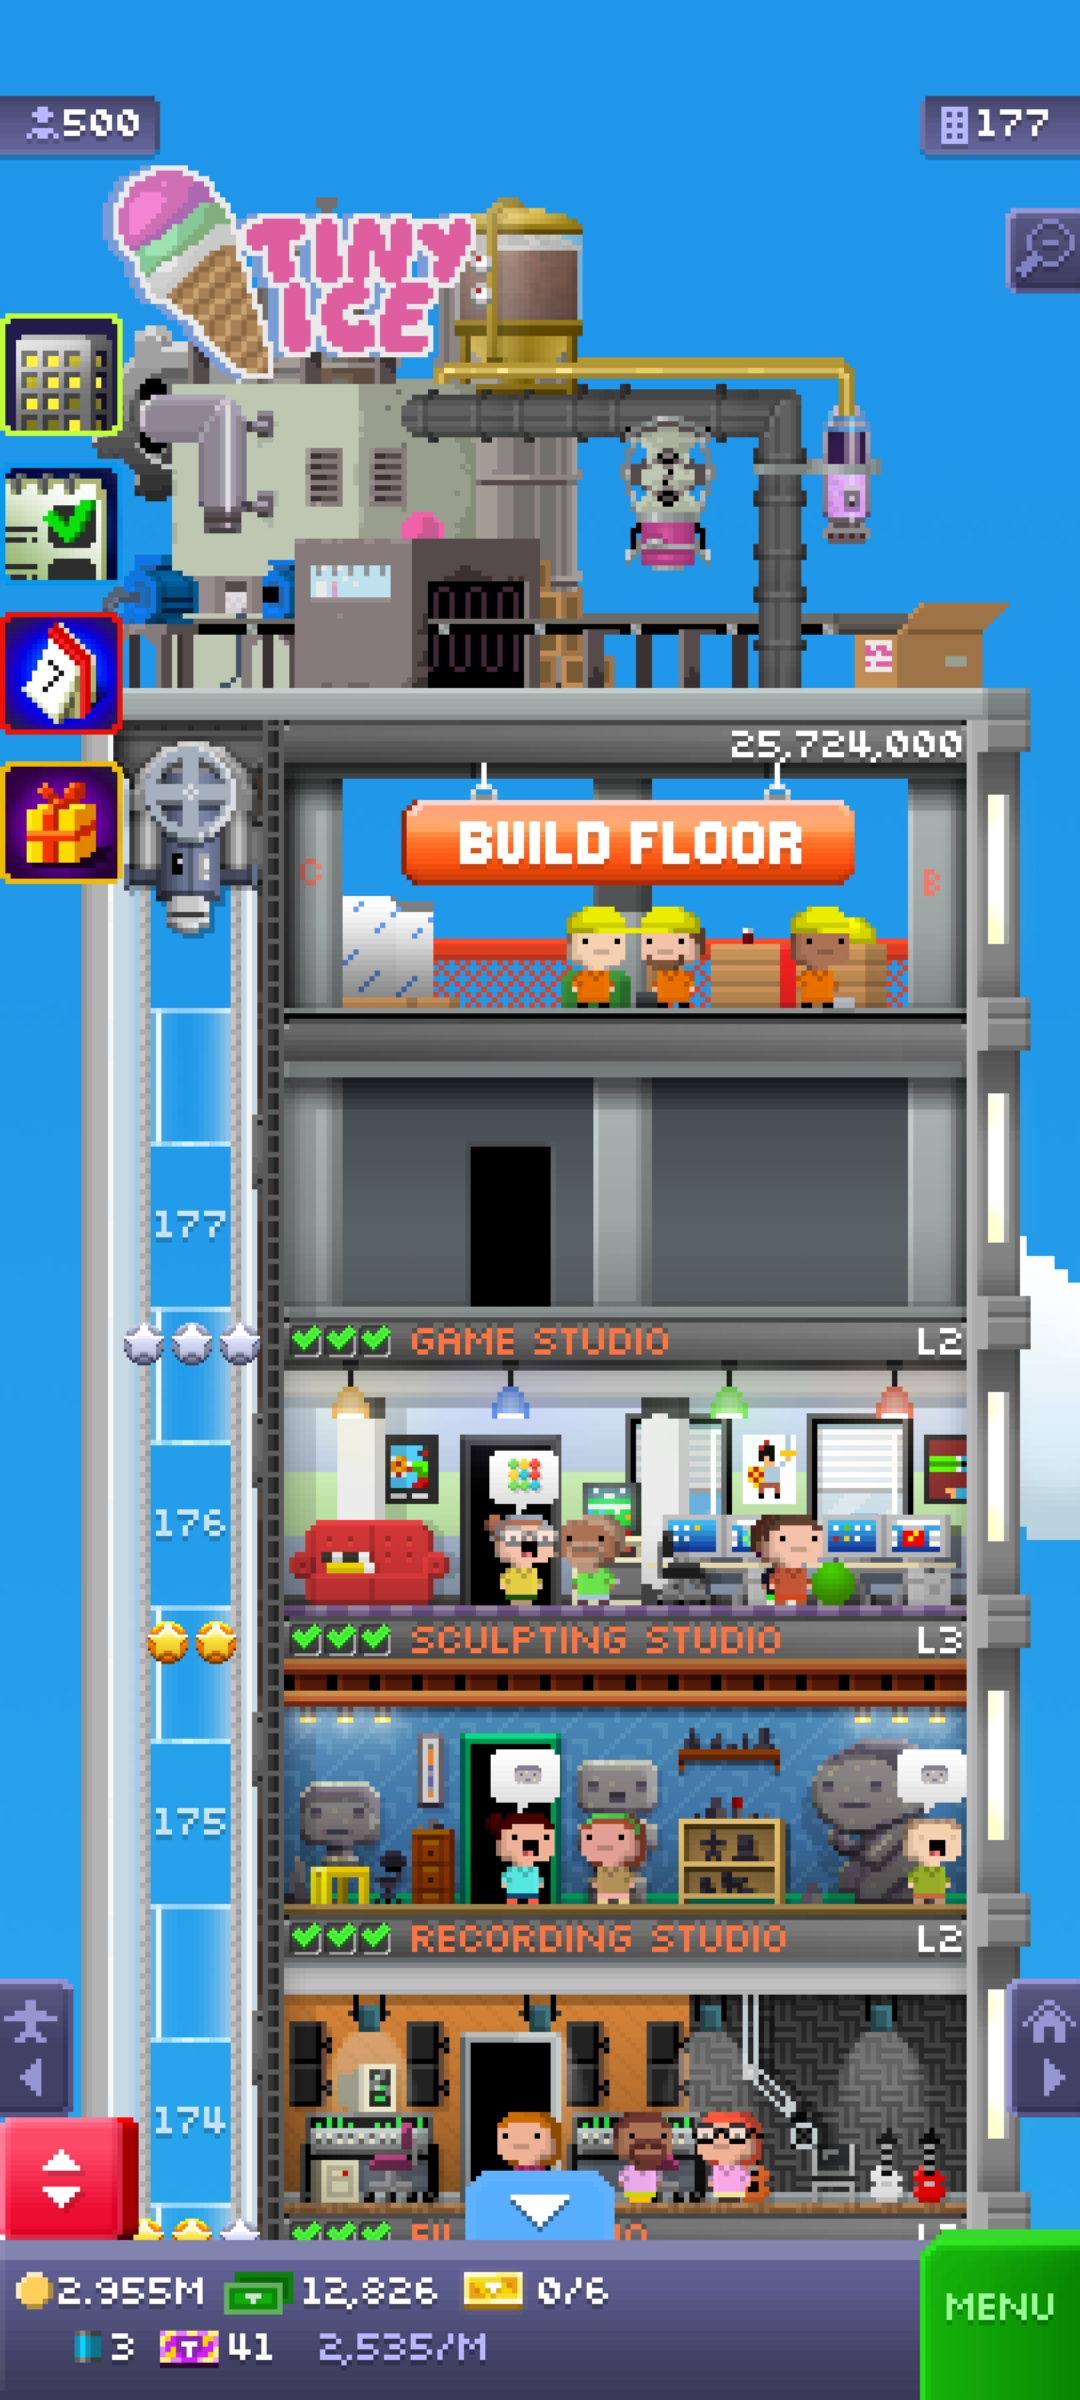 500
177
TINY
ICE
25,724,000
BUILD FLOOR
C
B
177
GAME STUDIO L2
176
SCULPTING STUDIO L3
175
RECORDING STUDIO L2
174
2.955M 12,826 0/6
3 41 2,535/M
MENU